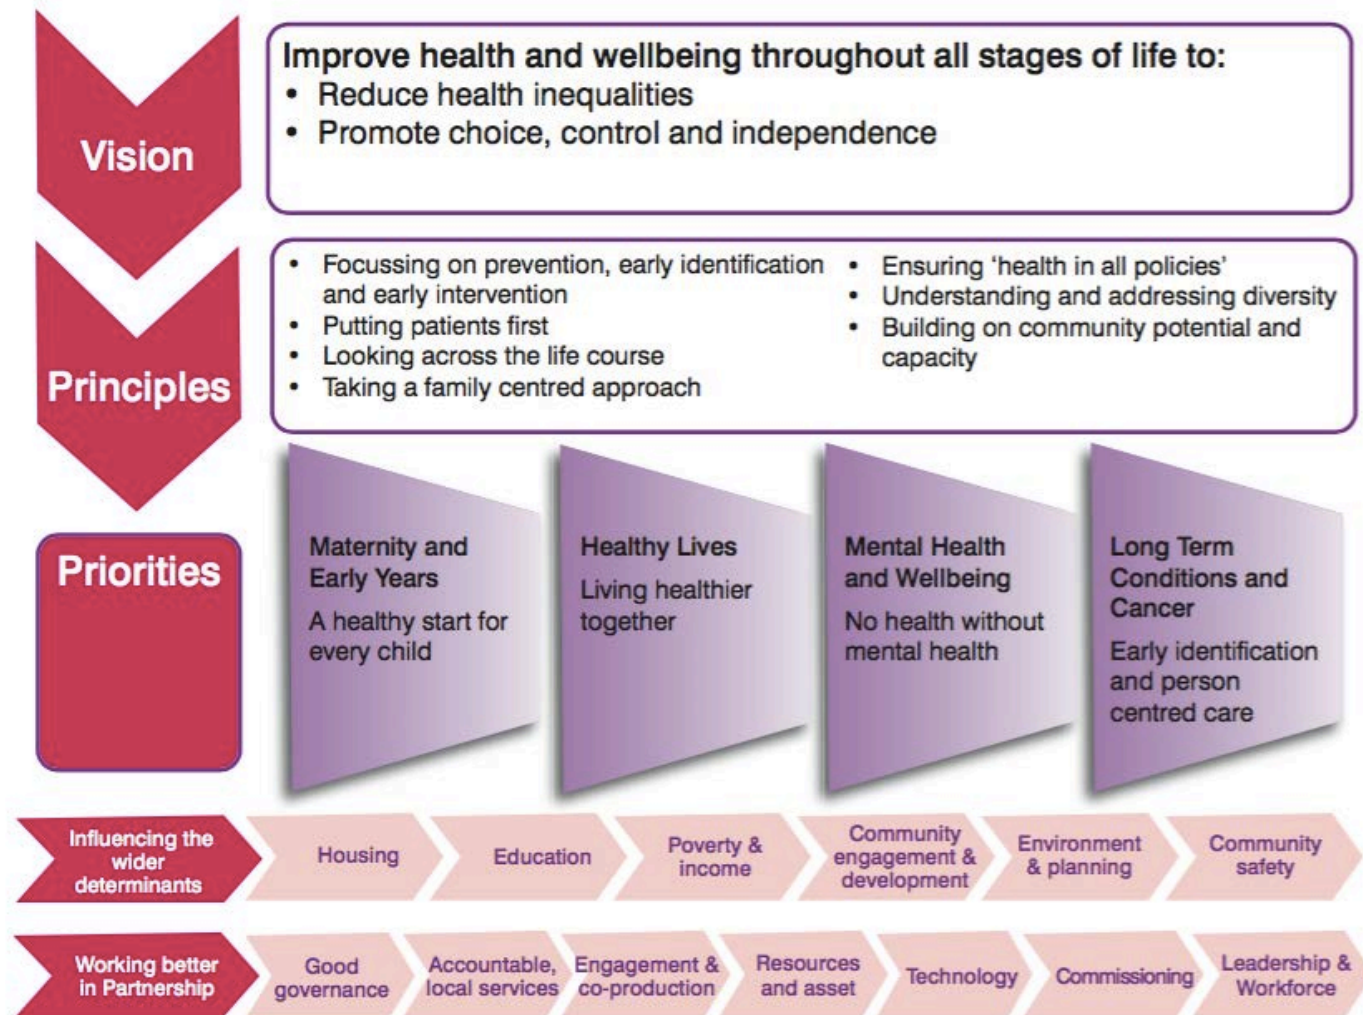 Vision
Improve health and wellbeing throughout all stages of life to:
• Reduce health inequalities
• Promote choice, control and independence
Principles
• Focussing on prevention, early identification
and early intervention
• Putting patients first
• Looking across the life course
• Taking a family centred approach
• Ensuring ‘health in all policies’
• Understanding and addressing diversity
• Building on community potential and
capacity
Priorities
Maternity and
Early Years
A healthy start for
every child
Healthy Lives
Living healthier
together
Mental Health
and Wellbeing
No health without
mental health
Long Term
Conditions and
Cancer
Early identification
and person
centred care
Influencing the
wider
determinants
Housing
Education
Poverty &
income
Community
engagement &
development
Environment
& planning
Community
safety
Working better
in Partnership
Good
governance
Accountable,
local services
Engagement &
co-production
Resources
and asset
Technology
Commissioning
Leadership &
Workforce